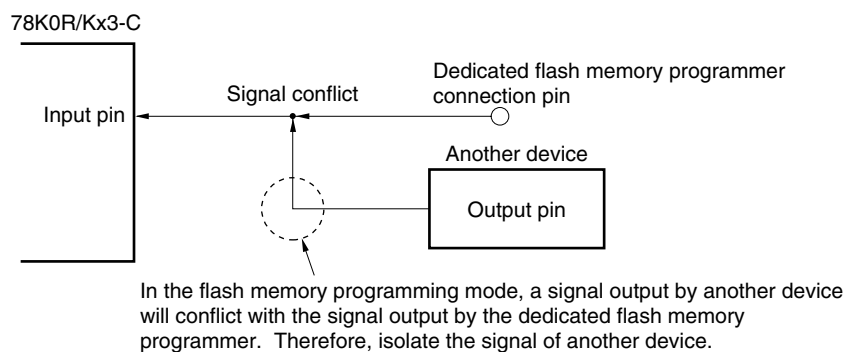 78K0R/Kx3-C
Input pin
Signal conflict
Dedicated flash memory programmer
connection pin
Another device
Output pin
In the flash memory programming mode, a signal output by another device
will conflict with the signal output by the dedicated flash memory
programmer.  Therefore, isolate the signal of another device.